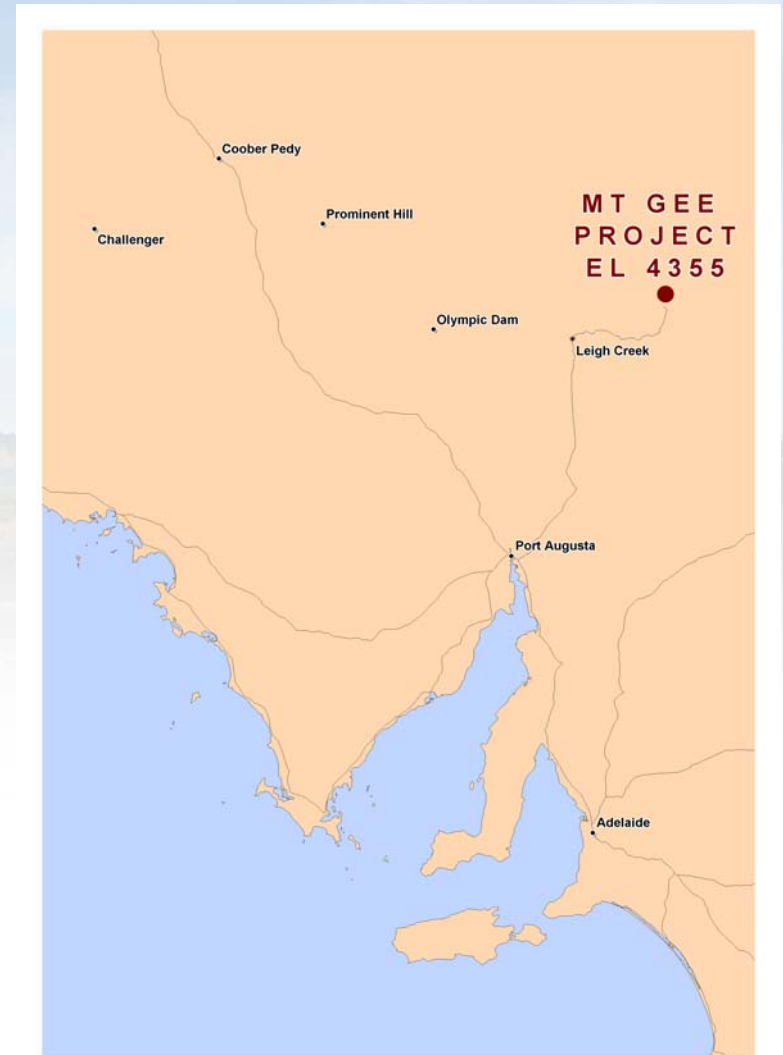 Coober Pedy
Prominent Hill
Challenger
MT GEE
PROJECT
EL 4355
Olympic Dam
Leigh Creek
Port Augusta
Adelaide